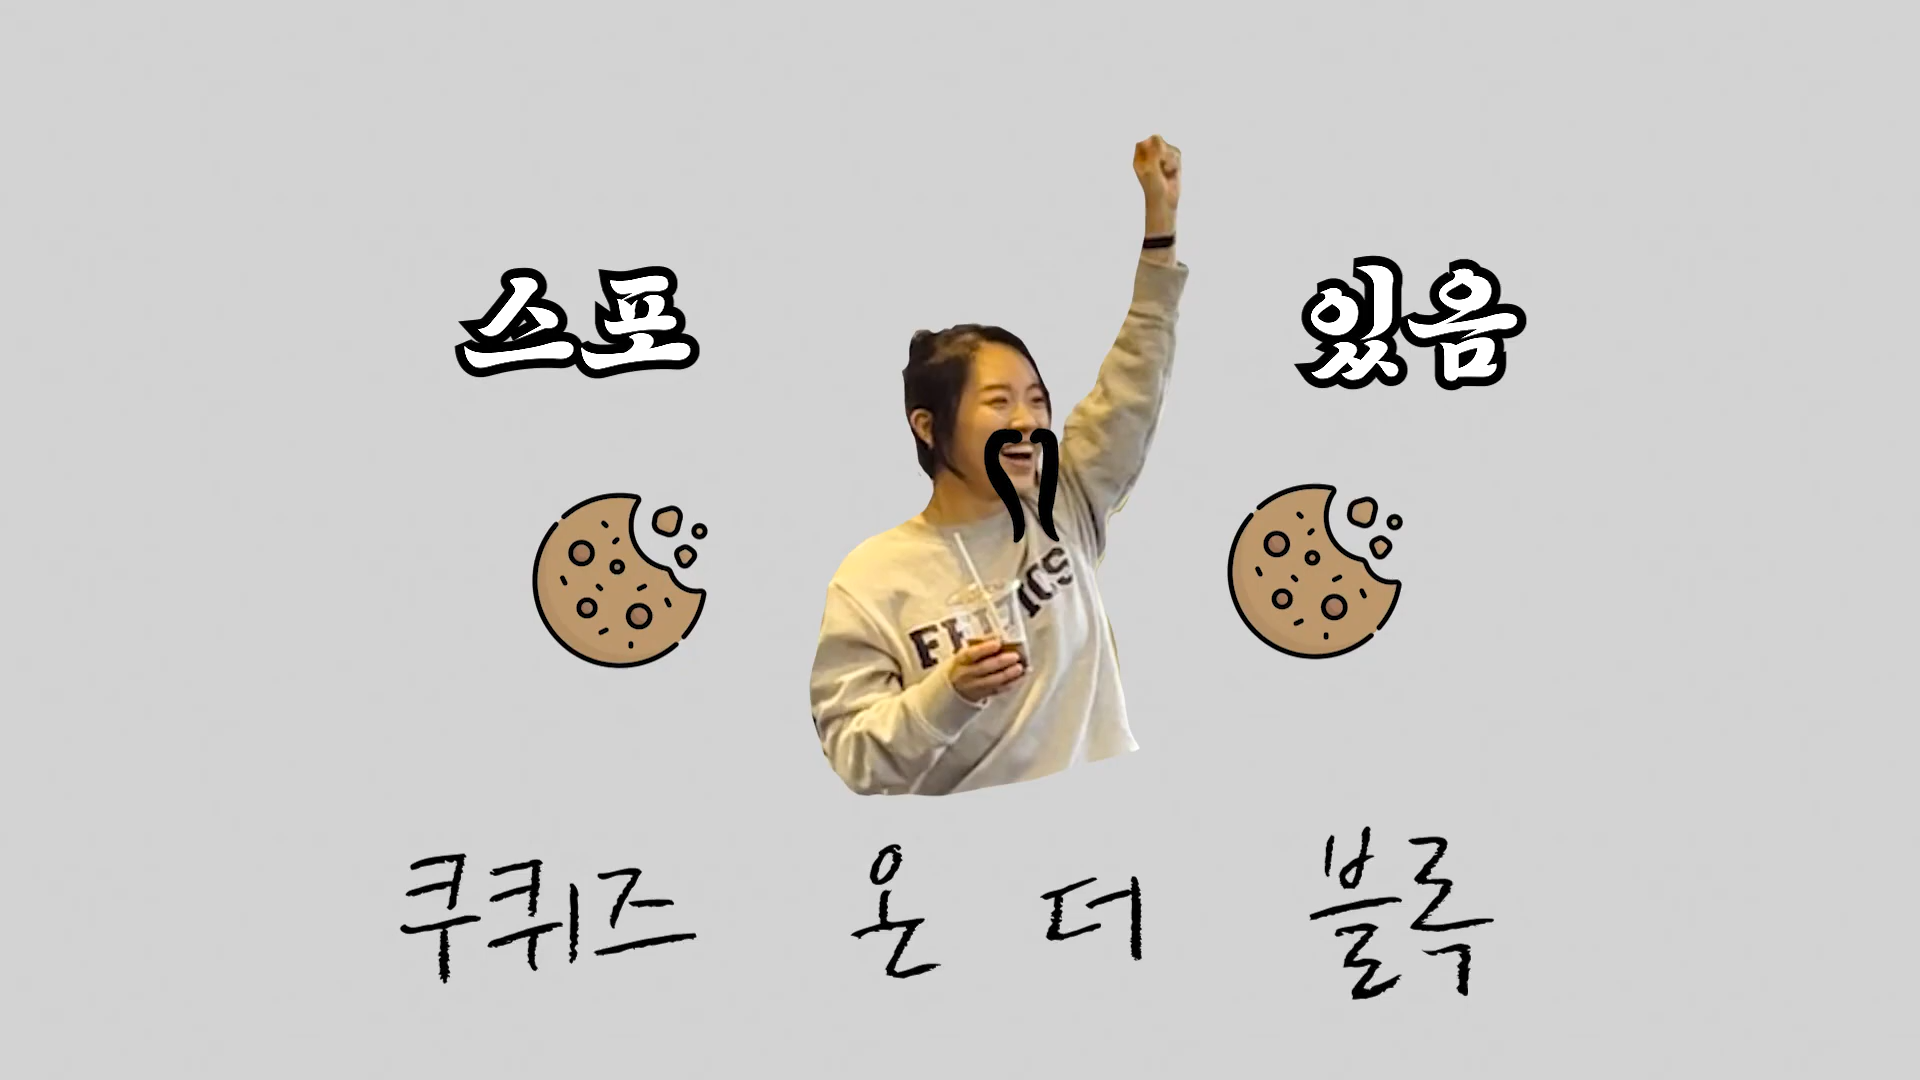 스포 있음
쿠퀴즈 온 더 블록